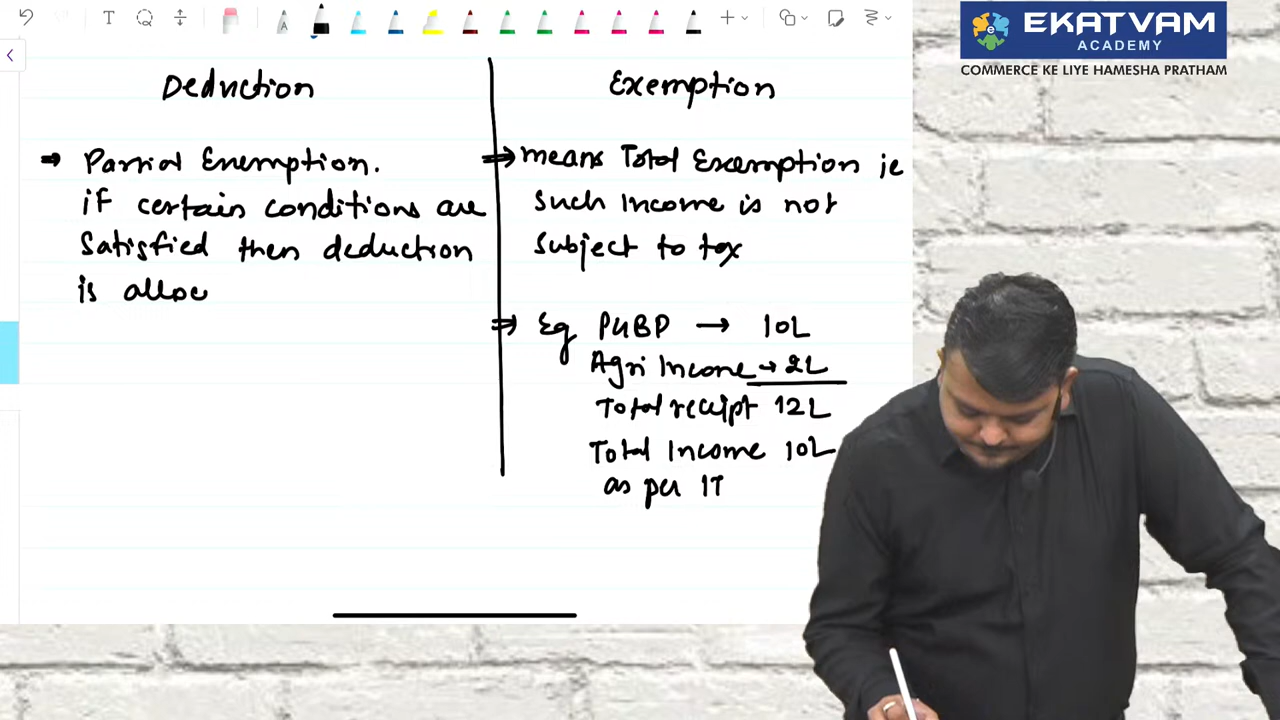 EKATVAM
ACADEMY
COMMERCE KE LIYE HAMESHA PRATHAM
T
A
Deduction
⇒ Partial Exemption.
if certain conditions are
Satisfied then deduction
is alloc
Exemption
⇒ means Total Exemption ie
Such Income is not
Subject to tax
⇒ Eg PUBP → 10L
Agri Income → 2L
Total receipt 12L
Total Income 10L
as per IT